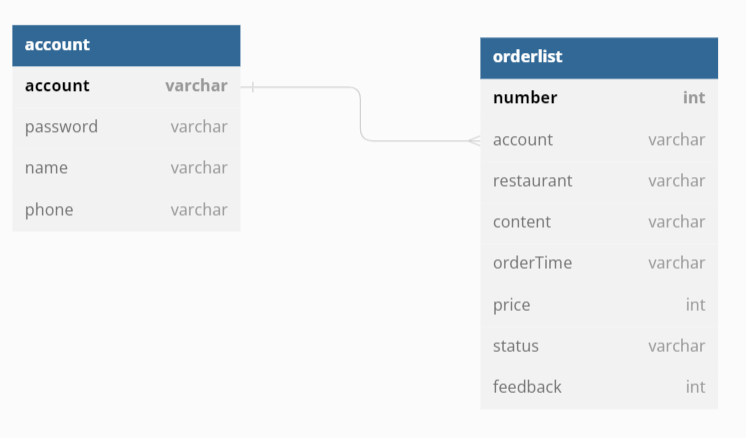 account
account varchar
password varchar
name varchar
phone varchar
orderlist
number int
account varchar
restaurant varchar
content varchar
orderTime varchar
price int
status varchar
feedback int